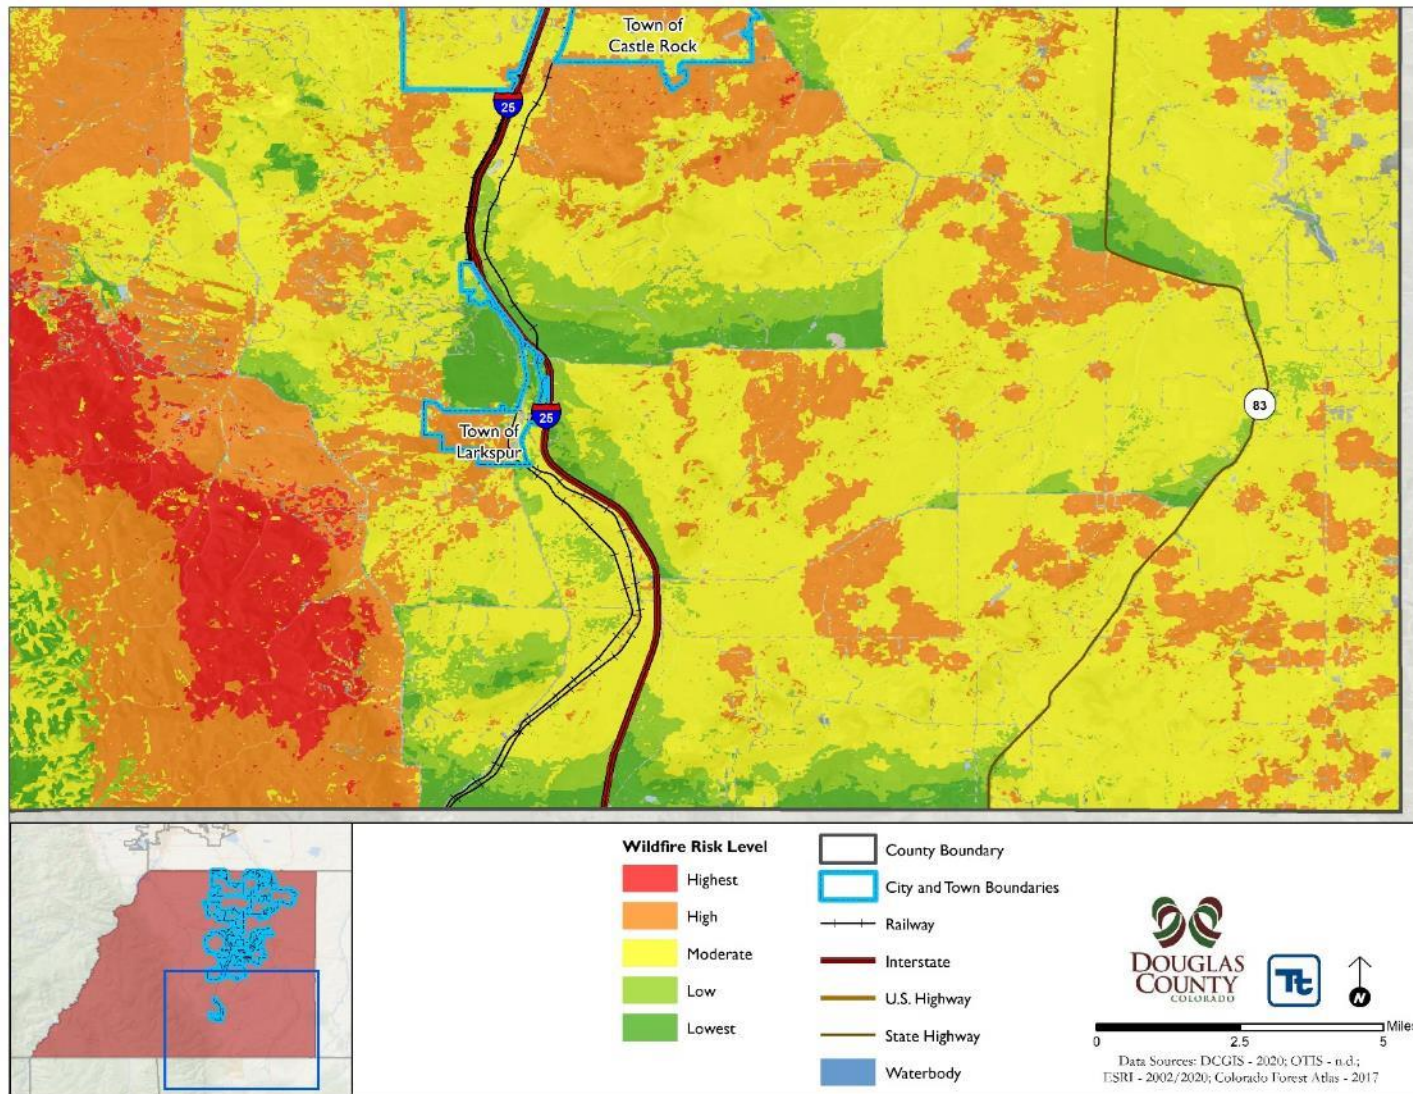 Town of
Castle Rock
25
83
25
Town of
Larkspur
Wildfire Risk Level
Highest
High
Moderate
Low
Lowest
County Boundary
City and Town Boundaries
Railway
Interstate
U.S. Highway
State Highway
Waterbody
DOUGLAS
COUNTY
COLORADO
Tt
N
Miles
0
2.5
5
Data Sources: DCGIS - 2020; OTIS - n.d.;
ESRI - 2002/2020; Colorado Forest Atlas - 2017